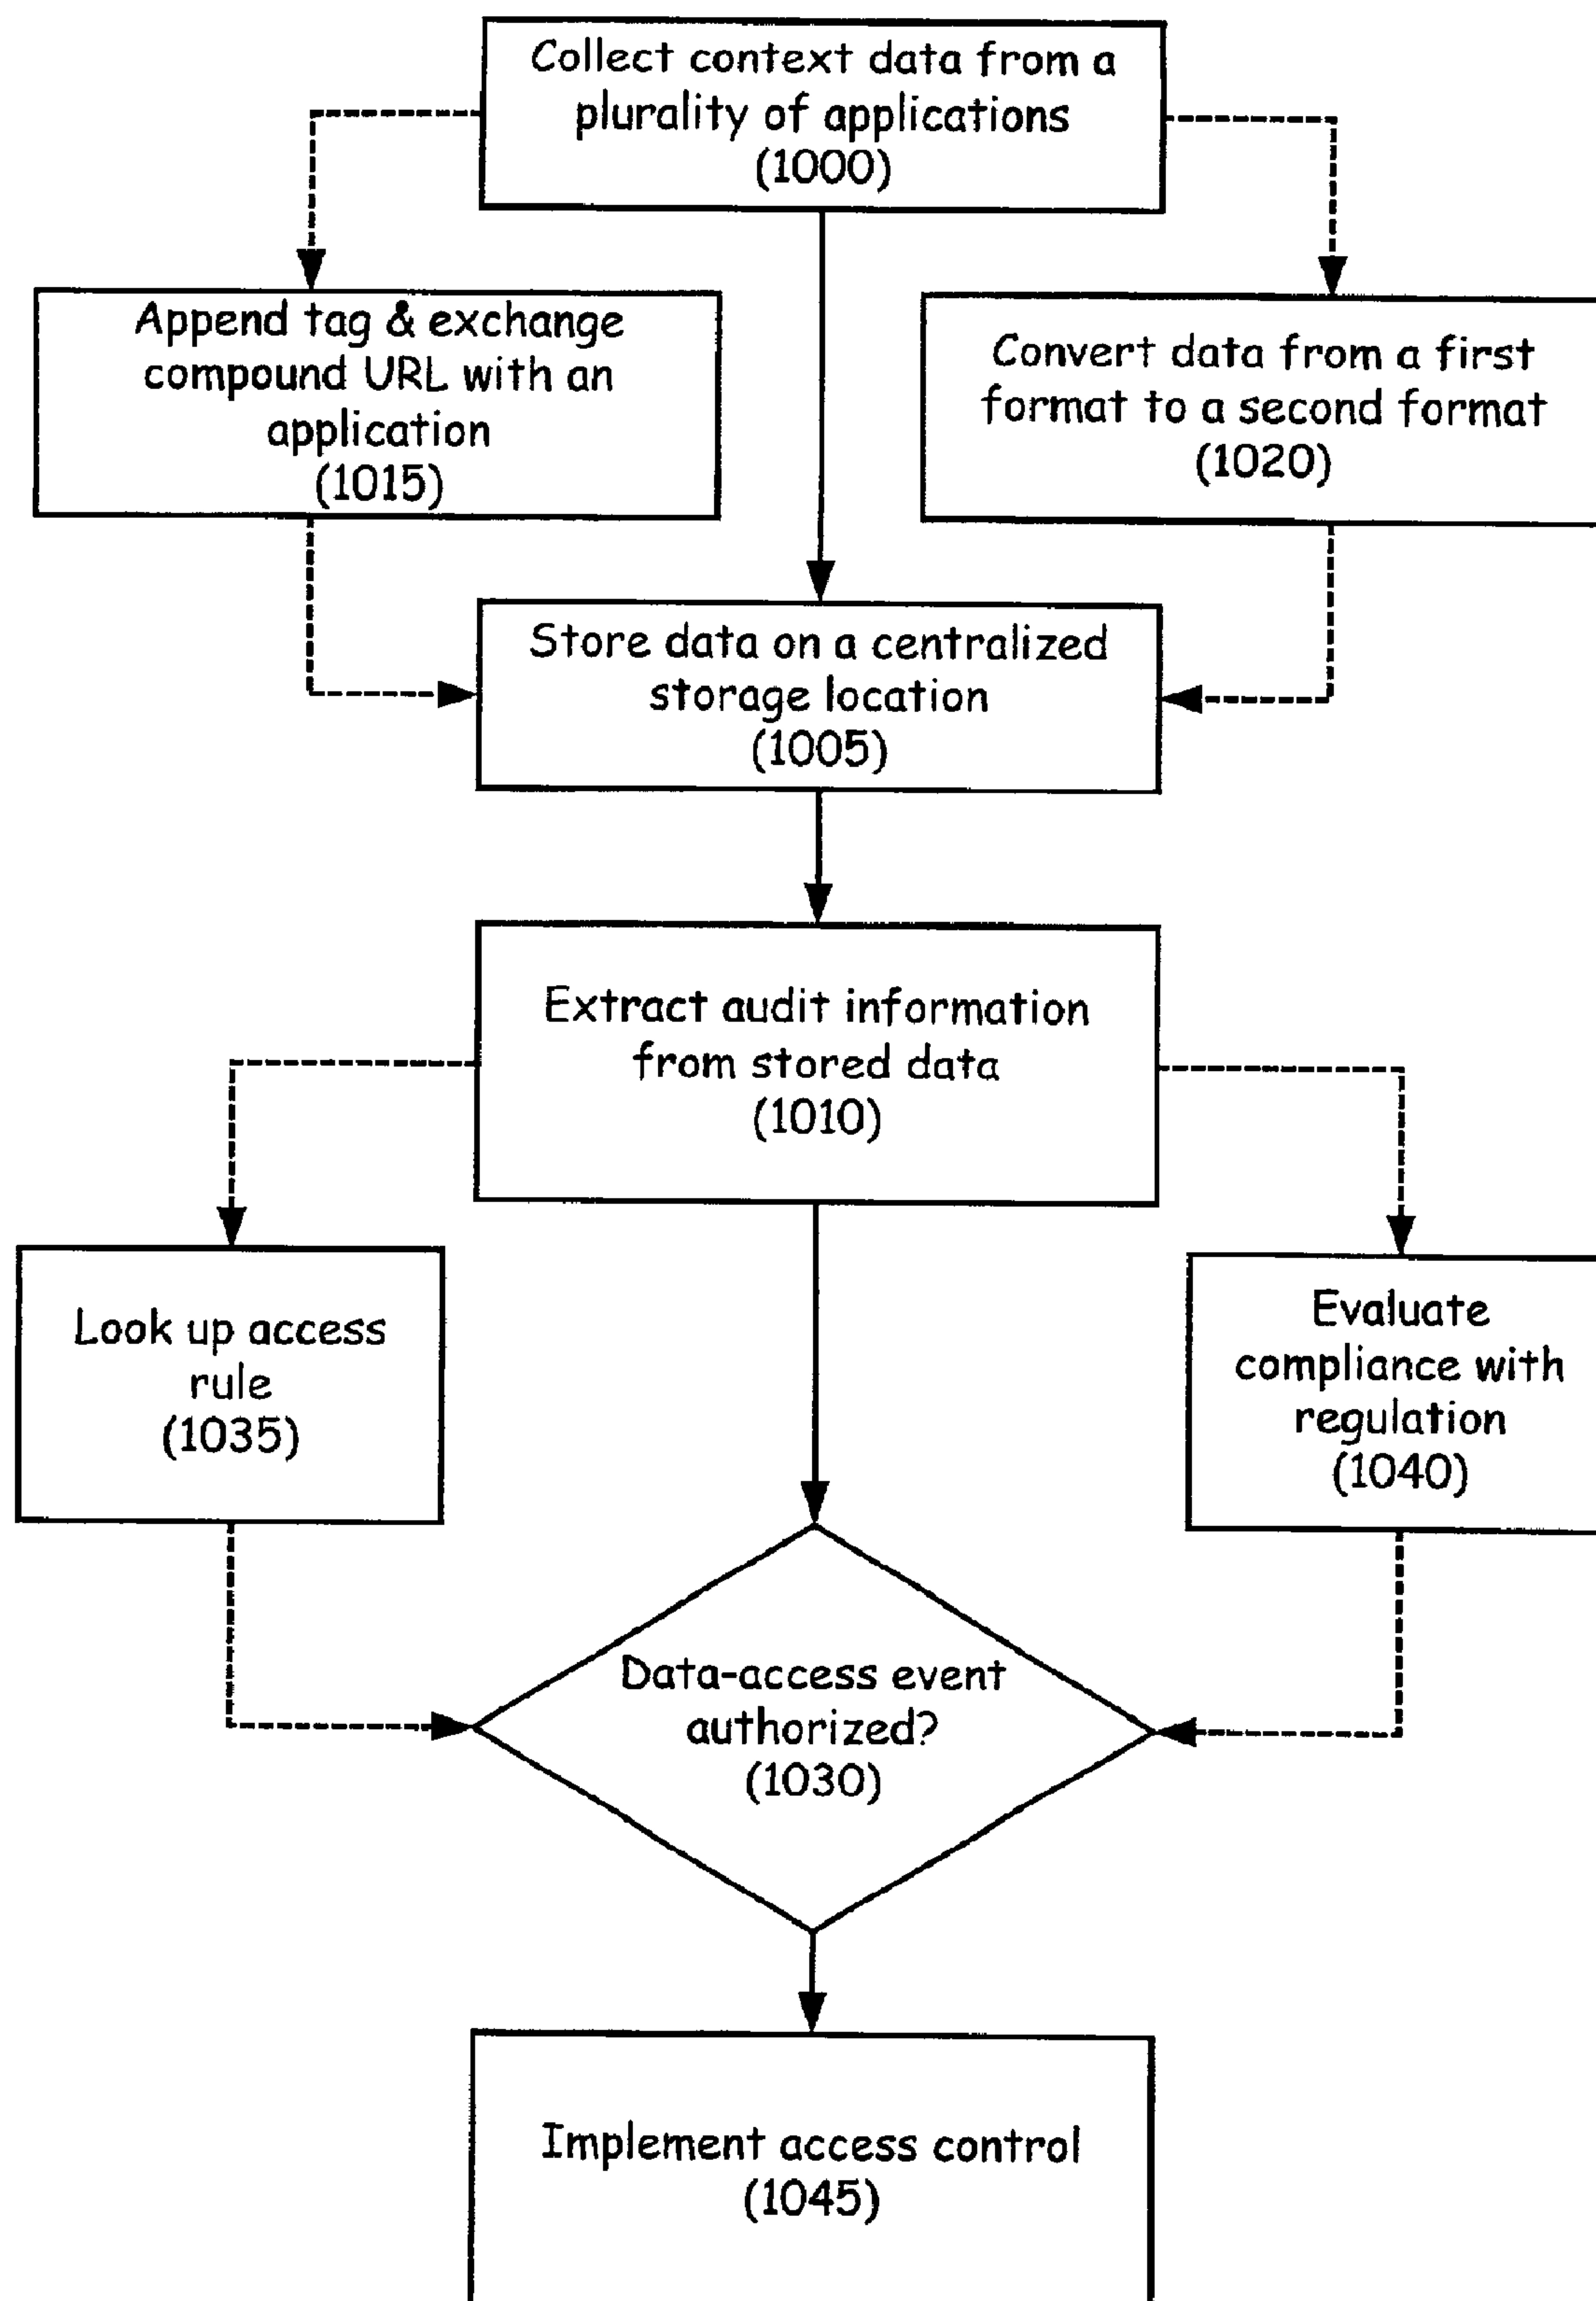 Collect context data from a
plurality of applications
(1000)
Append tag & exchange
compound URL with an
application
(1015)
Convert data from a first
format to a second format
(1020)
Store data on a centralized
storage location
(1005)
Extract audit information
from stored data
(1010)
Look up access
rule
(1035)
Evaluate
compliance with
regulation
(1040)
Data-access event
authorized?
(1030)
Implement access control
(1045)